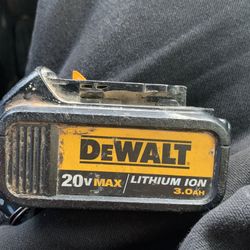 DEWALT
20V MAX LITHIUM ION
3.0AH